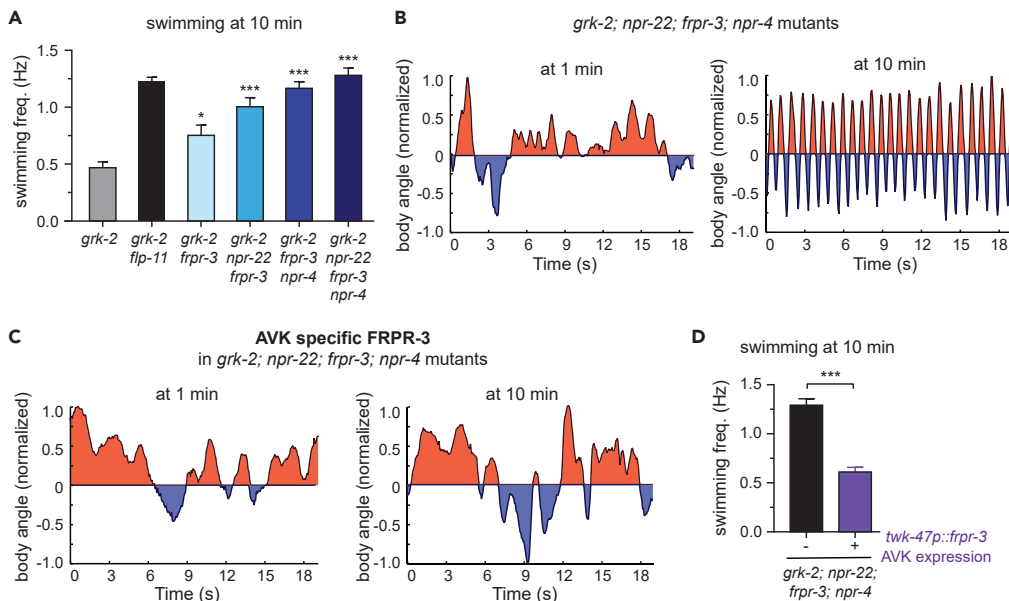 A
swimming at 10 min
swimming freq. (Hz)
1.5
1.0
0.5
0.0
***
***
***
*
grk-2 grk-2 grk-2 grk-2 grk-2 grk-2
flp-11 frpr-3 npr-22 frpr-3 npr-22
frpr-3 npr-4 frpr-3
npr-4
B
grk-2; npr-22; frpr-3; npr-4 mutants
at 1 min
body angle (normalized)
1.0
0.5
0
-0.5
-1.0
0 3 6 9 12 15 18
Time (s)
at 10 min
body angle (normalized)
1.0
0.5
0
-0.5
-1.0
0 3 6 9 12 15 18
Time (s)
C
AVK specific FRPR-3
in grk-2; npr-22; frpr-3; npr-4 mutants
at 1 min
body angle (normalized)
1.0
0.5
0
-0.5
-1.0
0 3 6 9 12 15 18
Time (s)
at 10 min
body angle (normalized)
1.0
0.5
0
-0.5
-1.0
0 3 6 9 12 15 18
Time (s)
D
swimming at 10 min
***
swimming freq. (Hz)
1.5
1.0
0.5
0.0
- + twk-47p::frpr-3
AVK expression
grk-2; npr-22;
frpr-3; npr-4